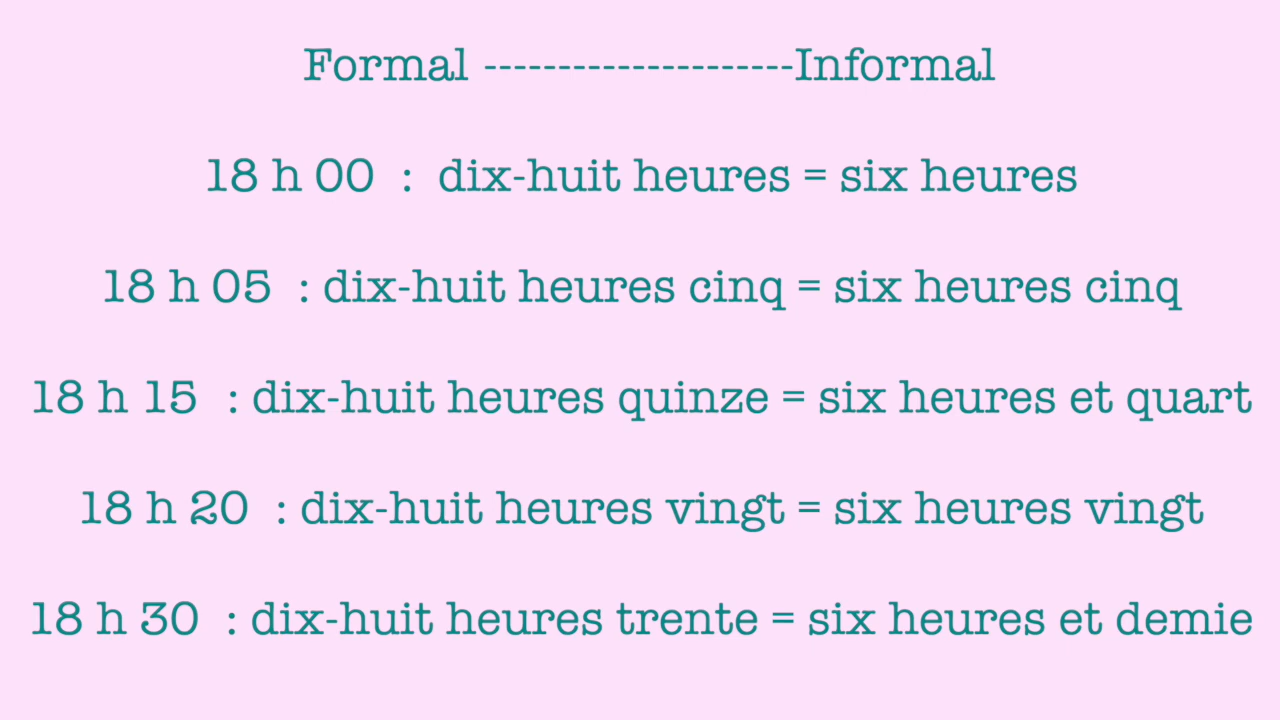 Formal ---------------------Informal
18 h 00 : dix-huit heures = six heures
18 h 05 : dix-huit heures cinq = six heures cinq
18 h 15 : dix-huit heures quinze = six heures et quart
18 h 20 : dix-huit heures vingt = six heures vingt
18 h 30 : dix-huit heures trente = six heures et demie